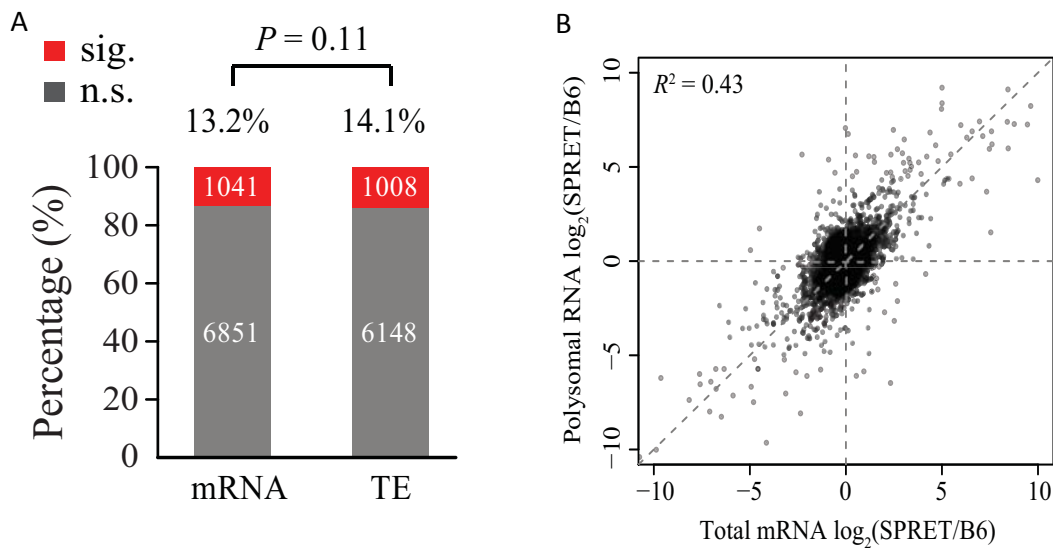 A
sig.
n.s.
P = 0.11
13.2% 14.1%
Percentage (%)
100
80
60
40
20
0
1041 1008
6851 6148
mRNA TE
B
R² = 0.43
Polysomal RNA log₂(SPRET/B6)
10
5
0
−5
−10
−10 −5 0 5 10
Total mRNA log₂(SPRET/B6)